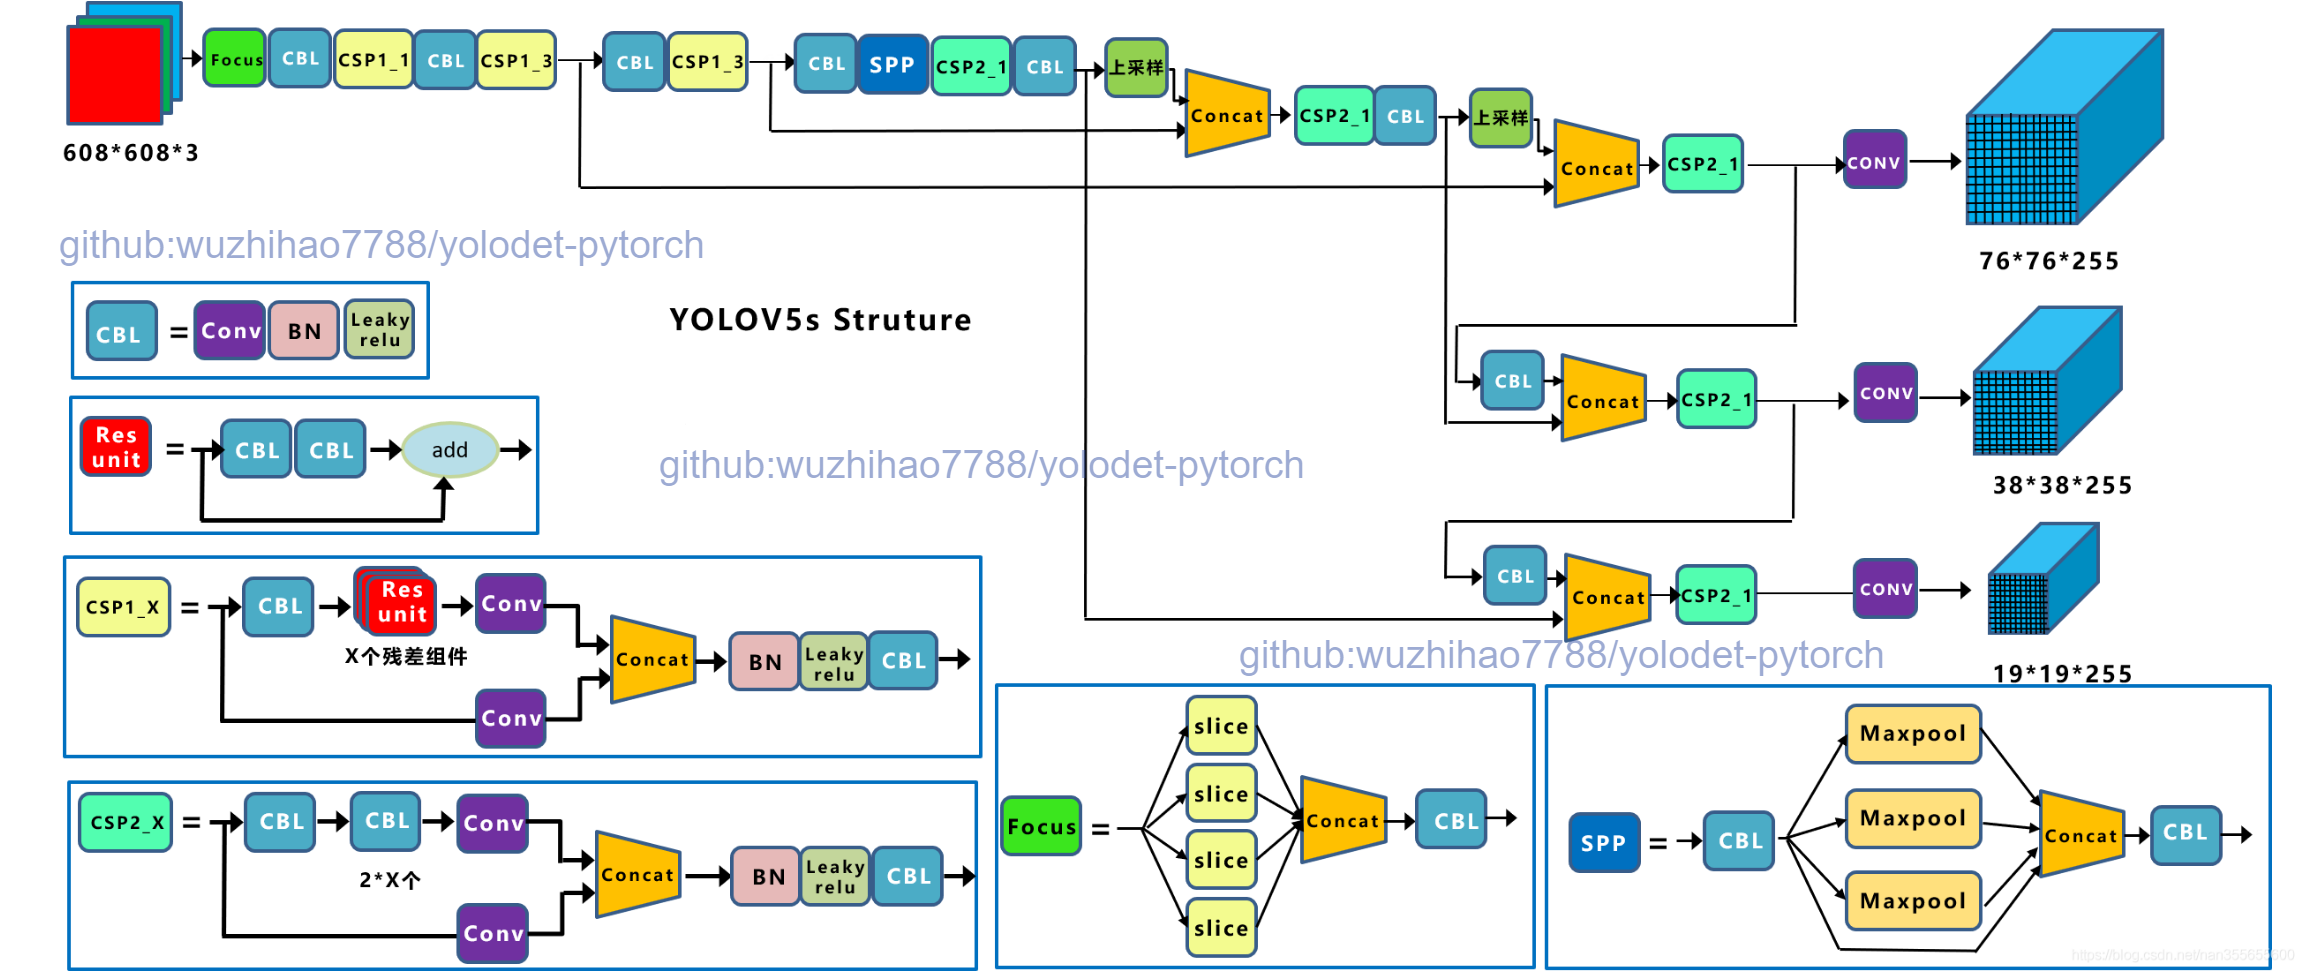 Focus CBL CSP1_1 CBL CSP1_3 CBL CSP1_3 CBL SPP CSP2_1 CBL 上采样
Concat CSP2_1 CBL 上采样
Concat CSP2_1 CONV
608*608*3
76*76*255
github:wuzhihao7788/yolodet-pytorch
YOLOV5s Struture
CBL = Conv BN Leaky relu
CBL Concat CSP2_1 CONV
38*38*255
Res unit = CBL CBL add
github:wuzhihao7788/yolodet-pytorch
CBL Concat CSP2_1 CONV
19*19*255
github:wuzhihao7788/yolodet-pytorch
CSP1_X = CBL Res unit Conv
X个残差组件
Concat BN Leaky relu CBL
Conv
CSP2_X = CBL CBL Conv
2*X个
Concat BN Leaky relu CBL
Conv
slice
slice
Focus = Concat CBL
slice
slice
Maxpool
Maxpool
SPP = CBL Concat CBL
Maxpool